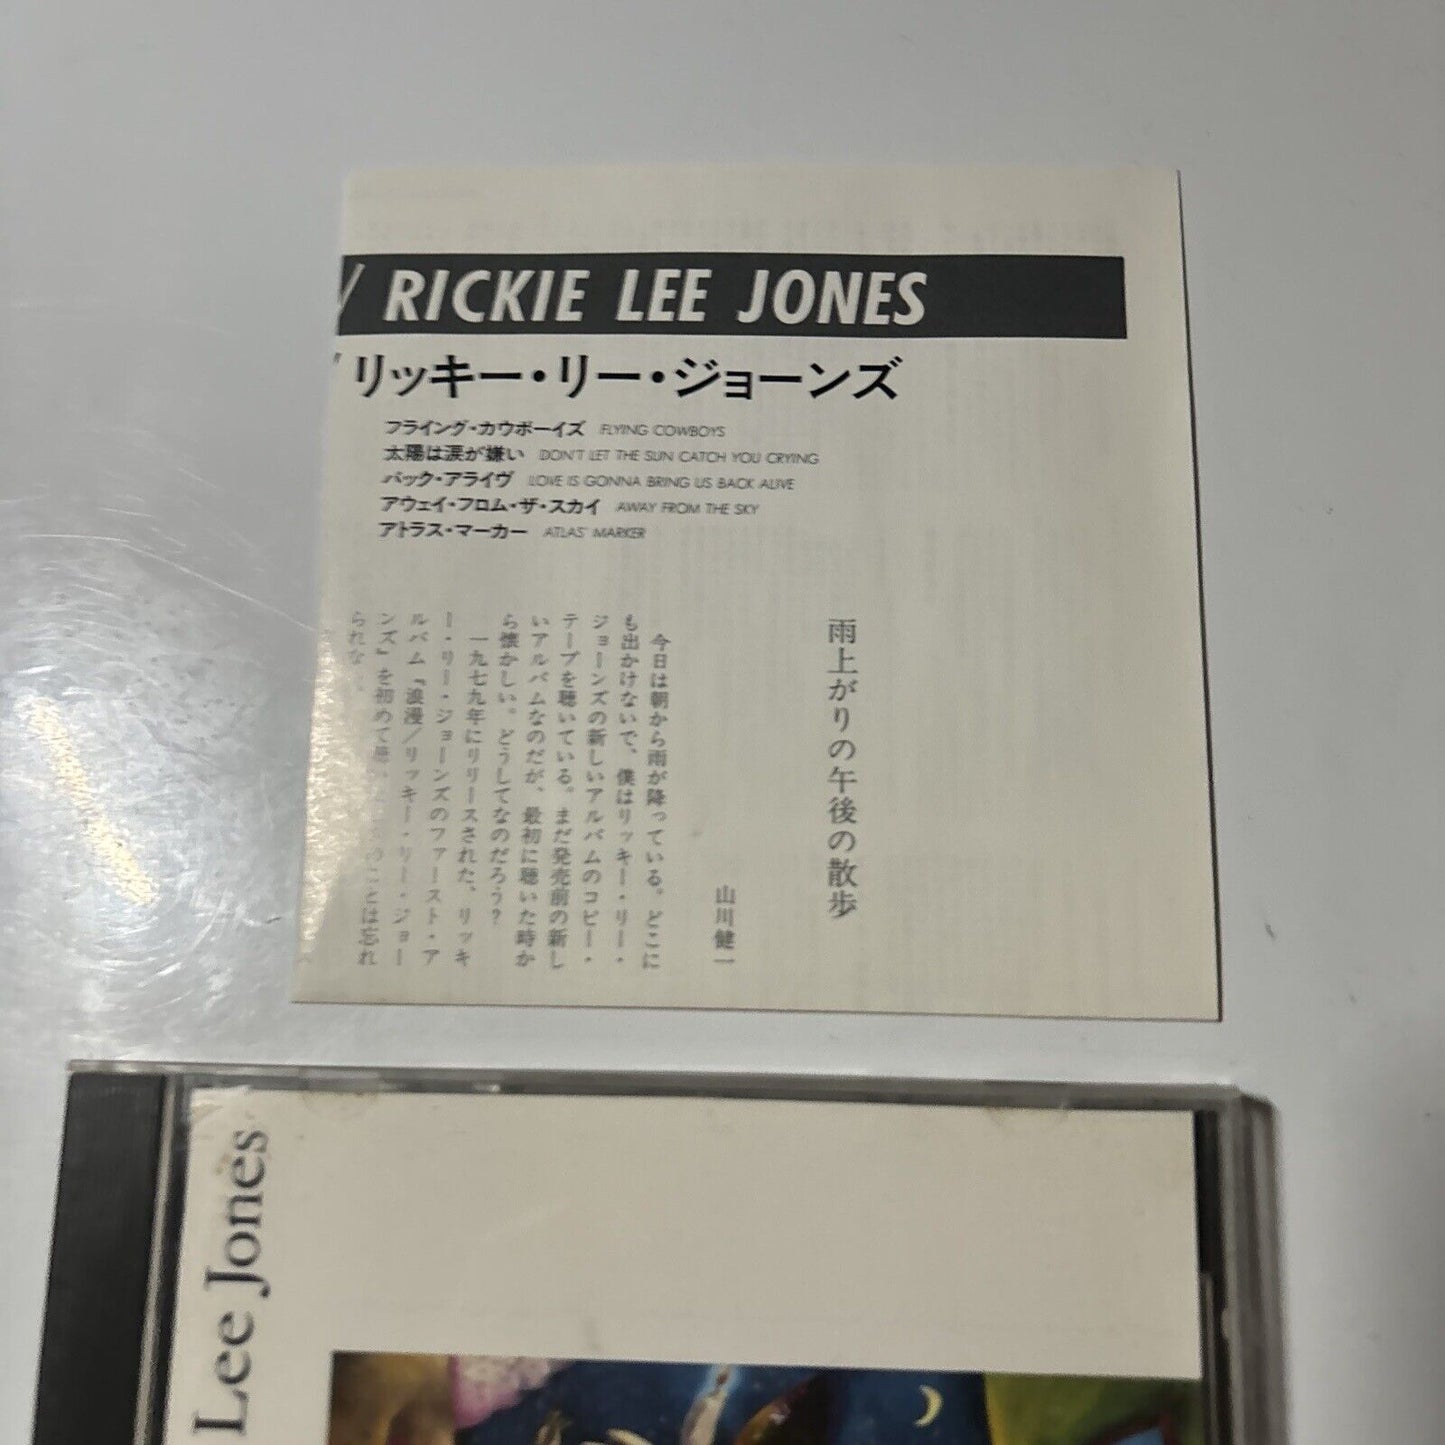 / RICKIE LEE JONES
リッキー・リー・ジョーンズ
フライング・カウボーイズ FLYING COWBOYS
太陽は涙が嫌い DON'T LET THE SUN CATCH YOU CRYING
バック・アライヴ LOVE IS GONNA BRING US BACK ALIVE
アウェイ・フロム・ザ・スカイ AWAY FROM THE SKY
アトラス・マーカー ATLAS' MARKER
雨上がりの午後の散歩
山川健一
今日は朝から雨が降っている。どこに
も出かけないで、僕はリッキー・リー・
ジョーンズの新しいアルバムのコピー・
テープを聴いている。まだ発売前の新し
いアルバムなのだが、最初に聴いた時か
ら懐かしい。どうしてなのだろう?
一九七九年にリリースされた、リッキ
ー・リー・ジョーンズのファースト・ア
ルバム『浪漫/リッキー・リー・ジョー
ンズ』を初めて聴い
のことは忘れ
られな
Lee Jones